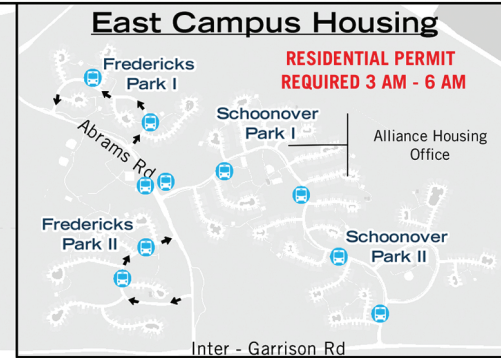 East Campus Housing
RESIDENTIAL PERMIT
REQUIRED 3 AM - 6 AM
Fredericks
Park I
Schoonover
Park I
Alliance Housing
Office
Abrams Rd
Fredericks
Park II
Schoonover
Park II
Inter - Garrison Rd